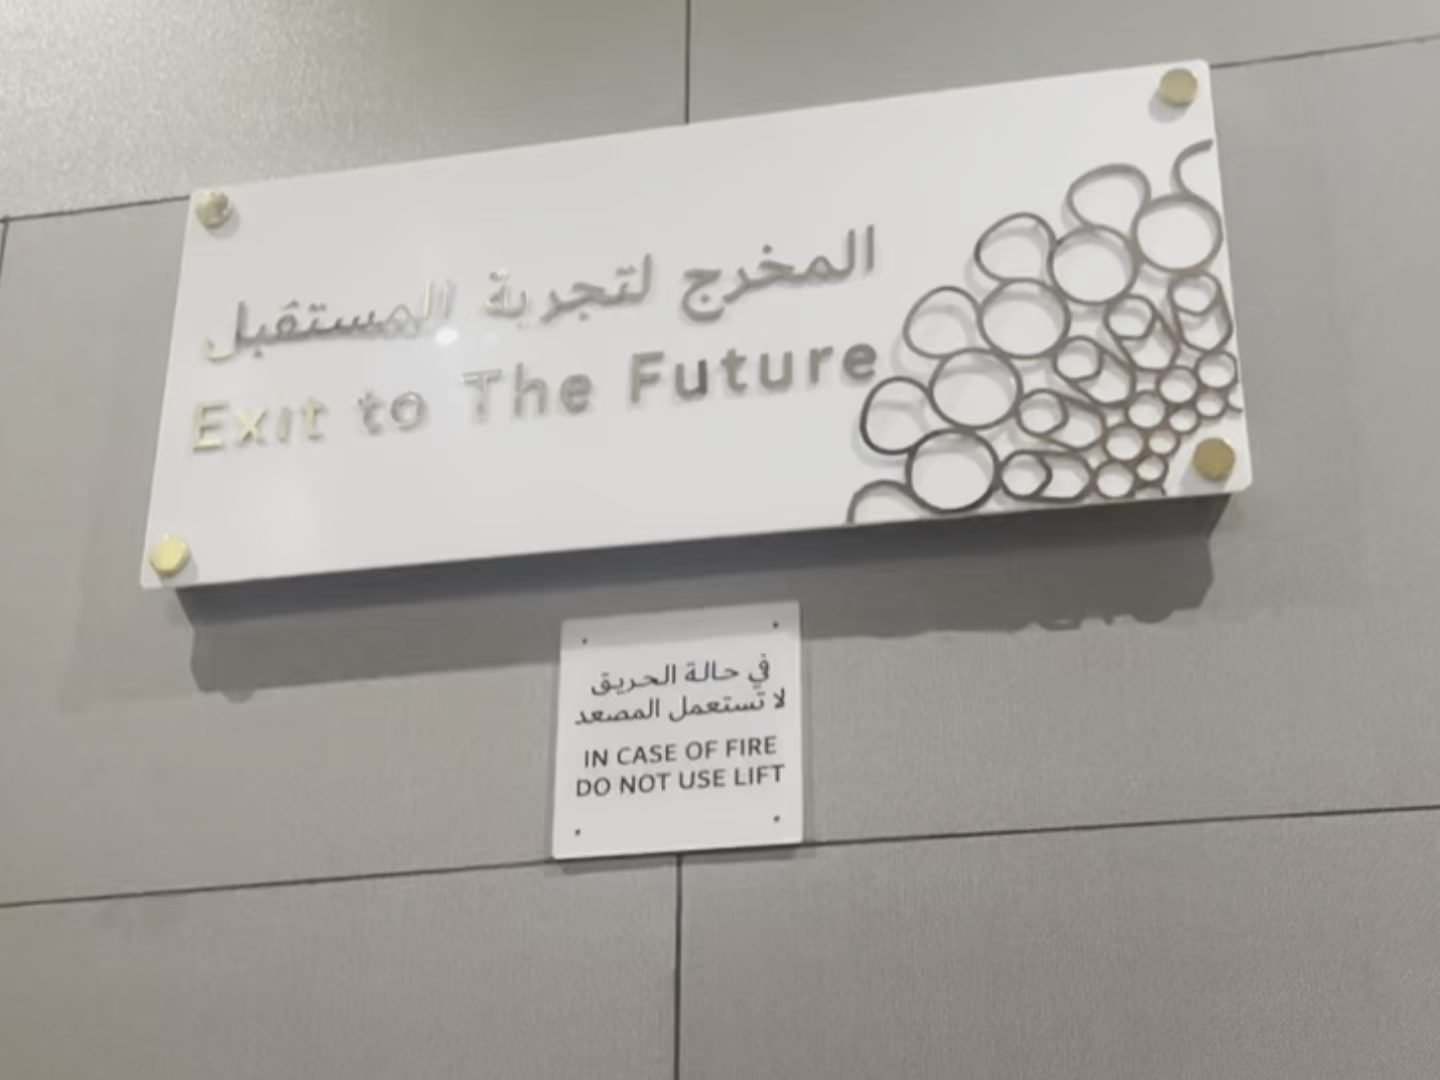 المخرج لتجربة المستقبل
Exit to The Future
في حالة الحريق
لا تستعمل المصعد
IN CASE OF FIRE
DO NOT USE LIFT